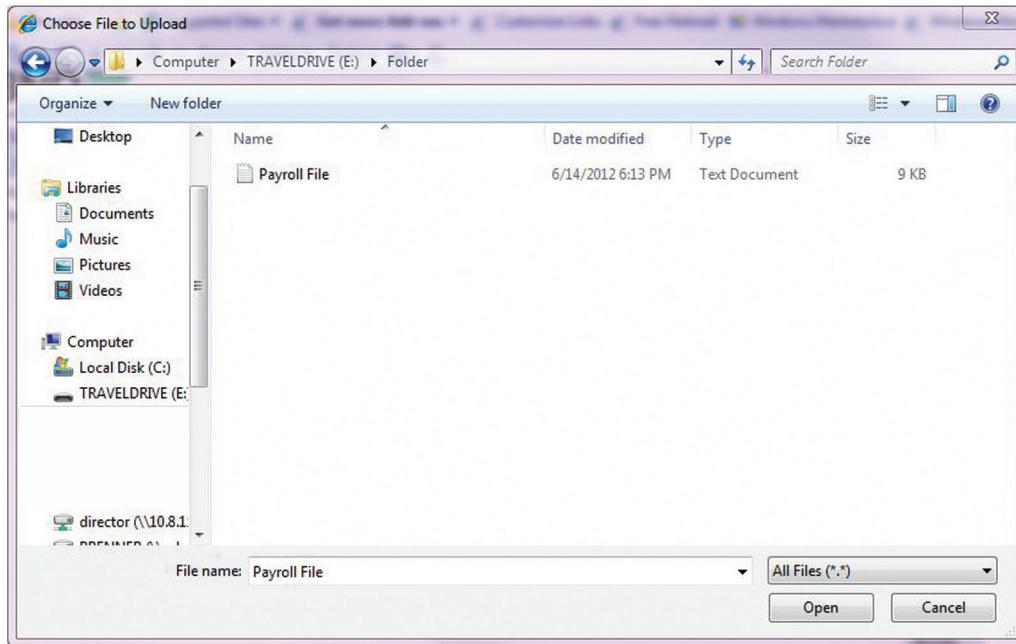 Choose File to Upload
Computer ▸ TRAVELDRIVE (E:) ▸ Folder
Search Folder
Organize ▾ New folder
Name Date modified Type Size
Payroll File 6/14/2012 6:13 PM Text Document 9 KB
Desktop
Libraries
Documents
Music
Pictures
Videos
Computer
Local Disk (C:)
TRAVELDRIVE (E:
director (\\10.8.1
File name: Payroll File All Files (*.*)
Open Cancel